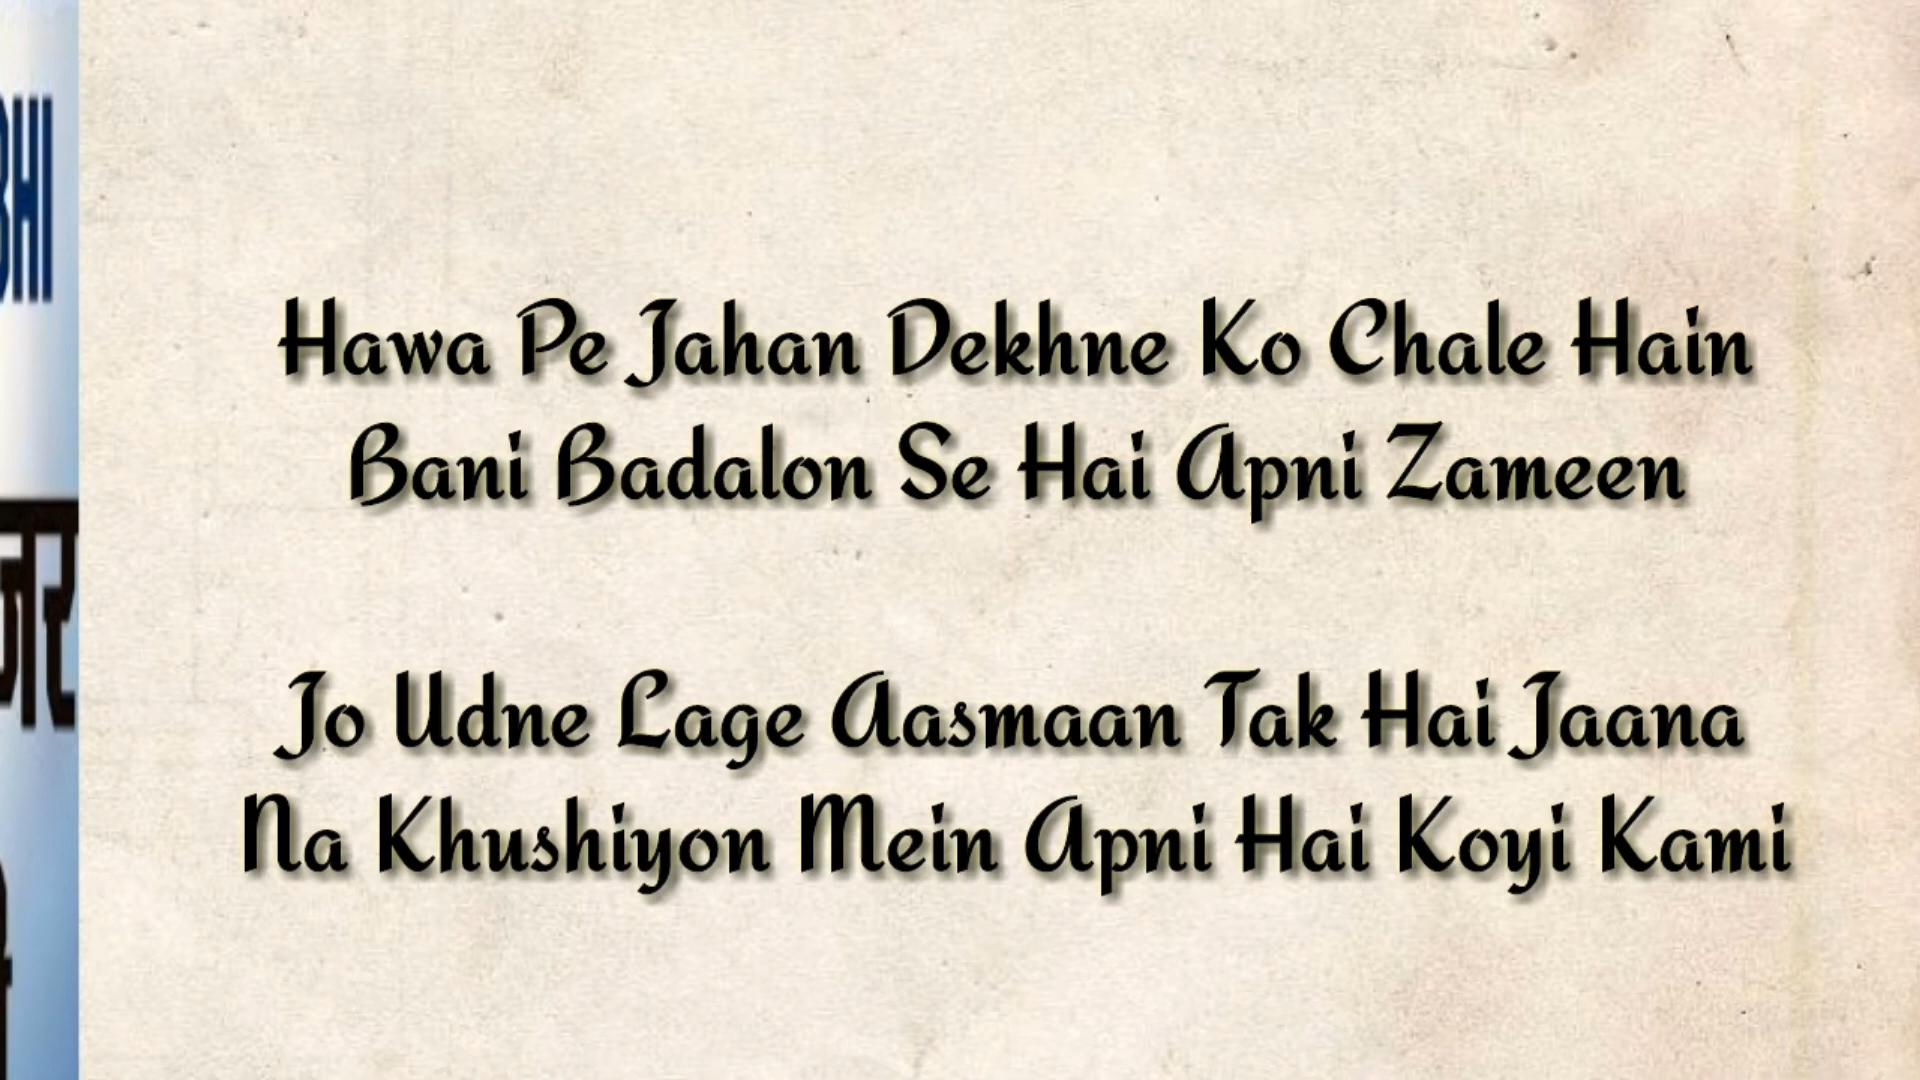 Hawa Pe Jahan Dekhne Ko Chale Hain
Bani Badalon Se Hai Apni Zameen
Jo Udne Lage Aasmaan Tak Hai Jaana
Na Khushiyon Mein Apni Hai Koyi Kami